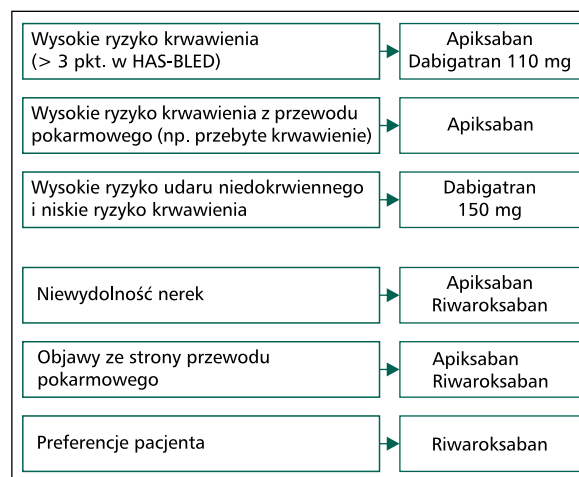 Wysokie ryzyko krwawienia
(> 3 pkt. w HAS-BLED)
Apiksaban
Dabigatran 110 mg
Wysokie ryzyko krwawienia z przewodu
pokarmowego (np. przebyte krwawienie)
Apiksaban
Wysokie ryzyko udaru niedokrwiennego
i niskie ryzyko krwawienia
Dabigatran
150 mg
Niewydolność nerek
Apiksaban
Riwaroksaban
Objawy ze strony przewodu
pokarmowego
Apiksaban
Riwaroksaban
Preferencje pacjenta
Riwaroksaban